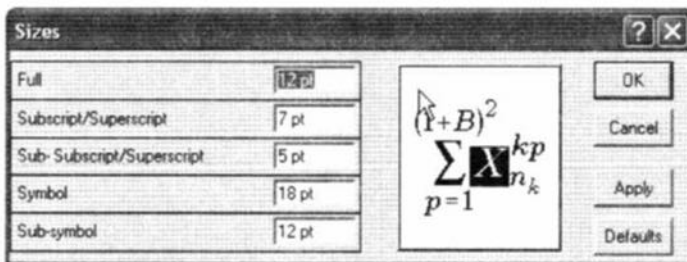 Sizes
Full 12 pt
Subscript/Superscript 7 pt
Sub- Subscript/Superscript 5 pt
Symbol 18 pt
Sub-symbol 12 pt
(1+B)²
∑ X kp nₖ
p=1
OK
Cancel
Apply
Defaults